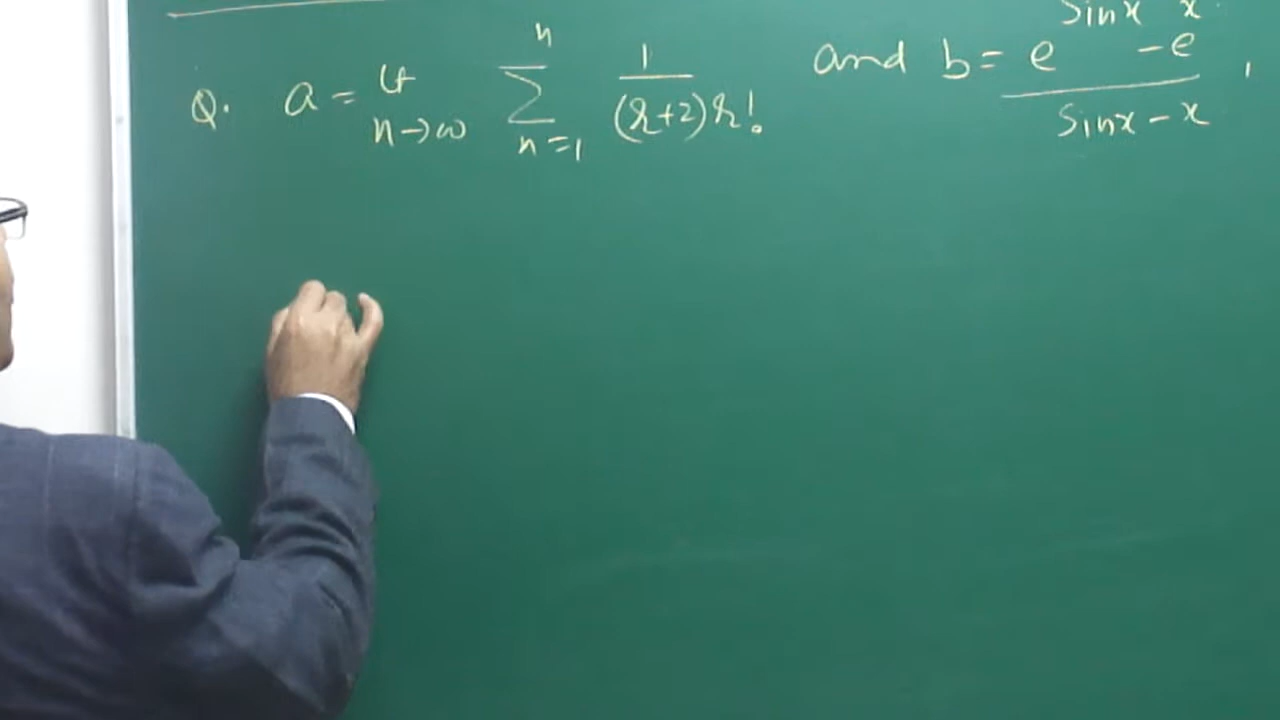 Q. a = Lt n→∞ n Σ n=1 1/(r+2)r! and b = e^sinx - e^x / sinx - x ,